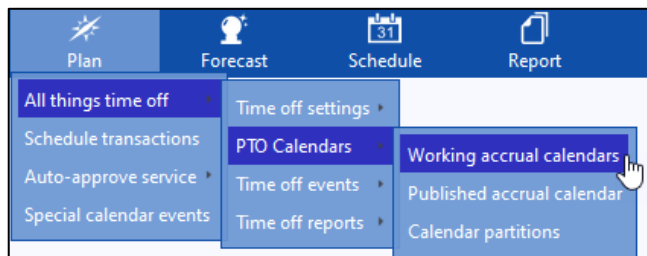 31
Plan Forecast Schedule Report
All things time off Time off settings
Schedule transactions PTO Calendars Working accrual calendars
Auto-approve service Time off events Published accrual calendar
Special calendar events Time off reports Calendar partitions